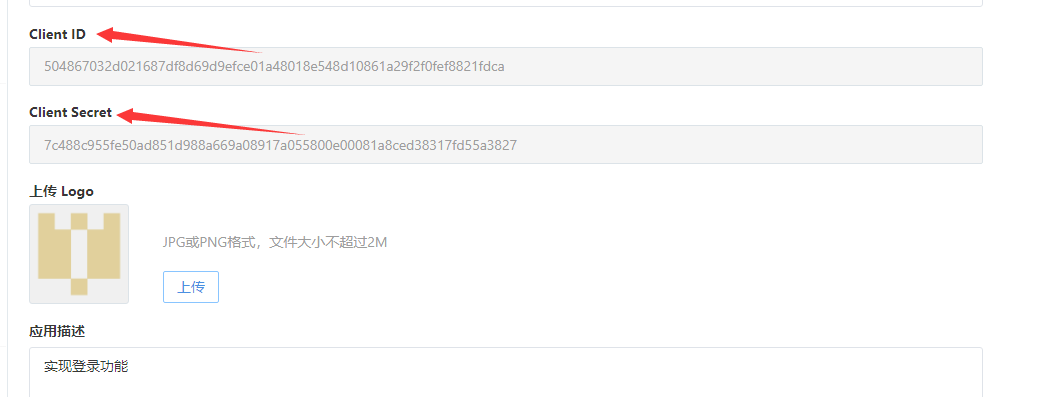 Client ID
504867032d021687df8d69d9efce01a48018e548d10861a29f2f0fef8821fdca
Client Secret
7c488c955fe50ad851d988a669a08917a055800e00081a8ced38317fd55a3827
上传 Logo
JPG或PNG格式，文件大小不超过2M
上传
应用描述
实现登录功能